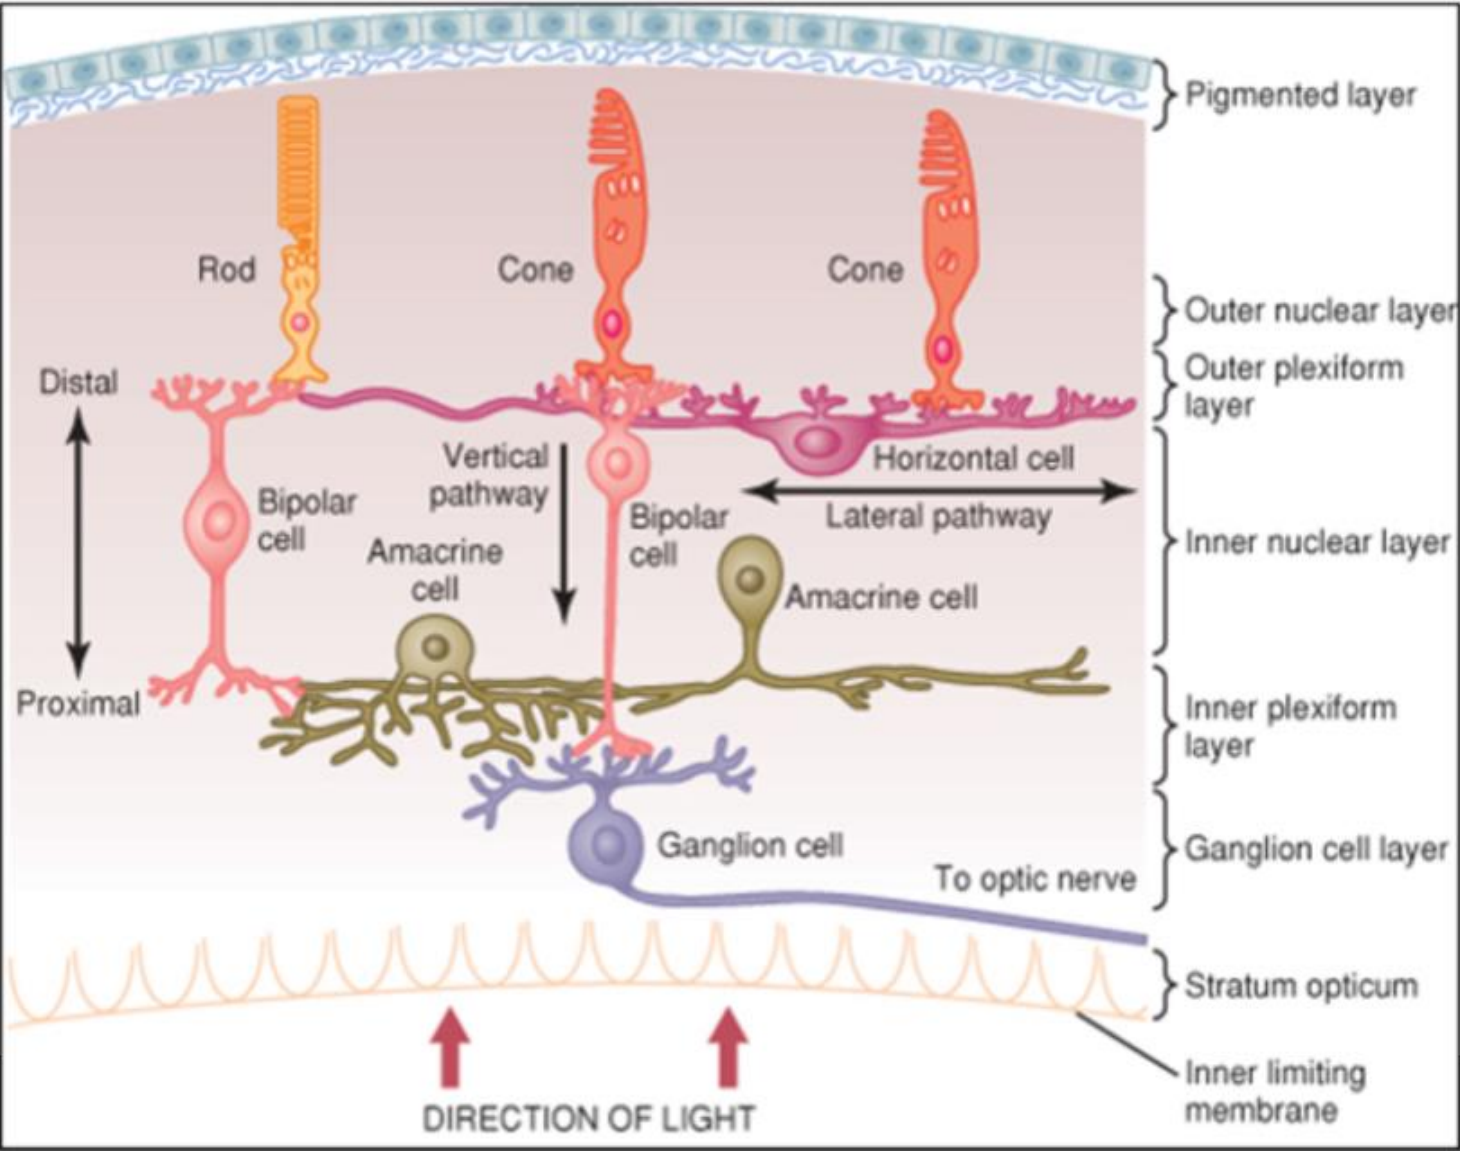 Pigmented layer
Rod
Cone
Cone
Outer nuclear layer
Outer plexiform
layer
Distal
Vertical
pathway
Horizontal cell
Lateral pathway
Bipolar
cell
Bipolar
cell
Amacrine
cell
Amacrine cell
Inner nuclear layer
Proximal
Inner plexiform
layer
Ganglion cell
Ganglion cell layer
To optic nerve
Stratum opticum
Inner limiting
membrane
DIRECTION OF LIGHT